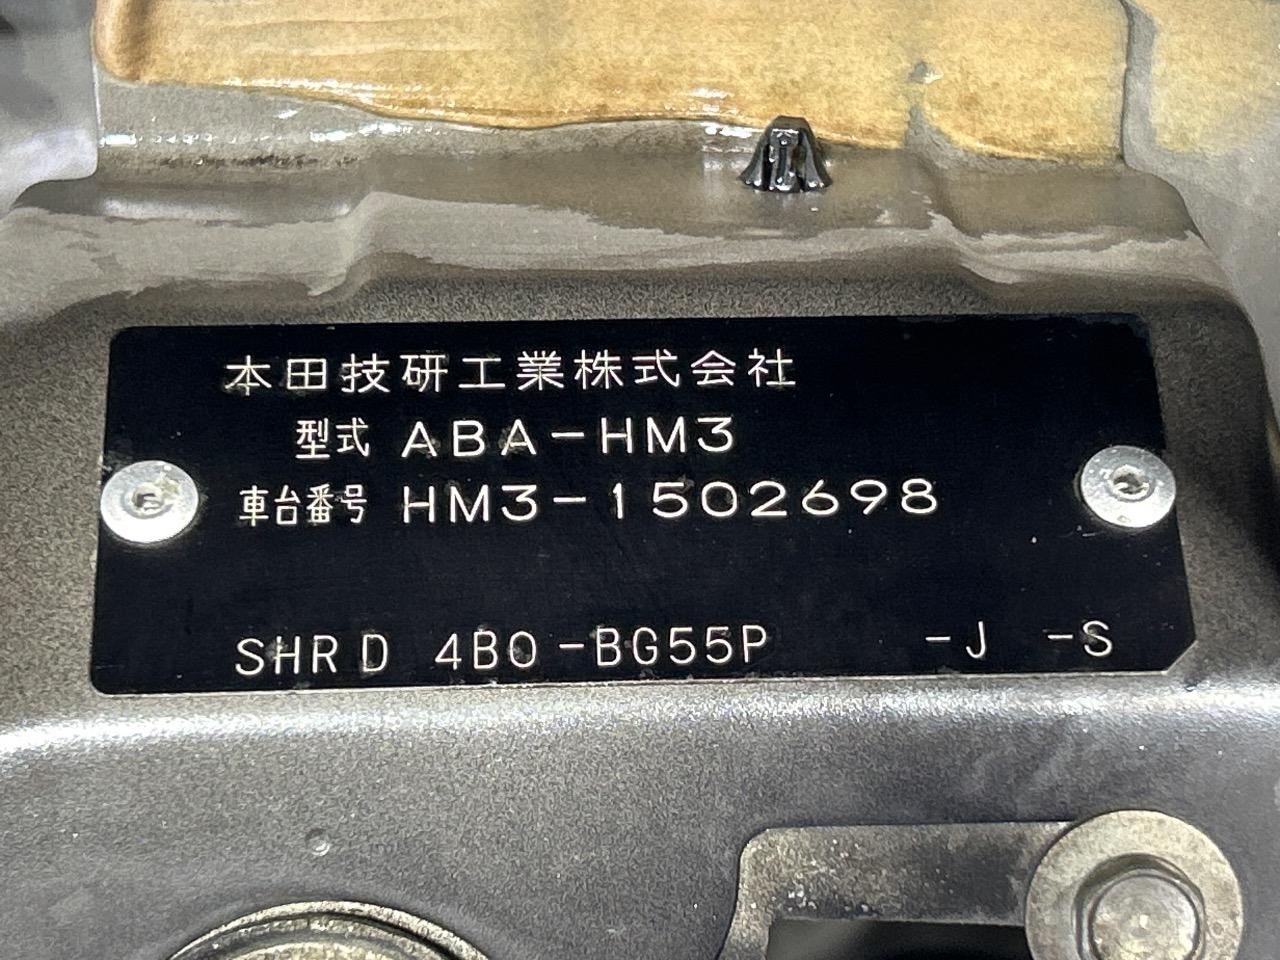 本田技研工業株式会社
型式 ABA-HM3
車台番号 HM3-1502698
SHRD 4B0-BG55P -J -S